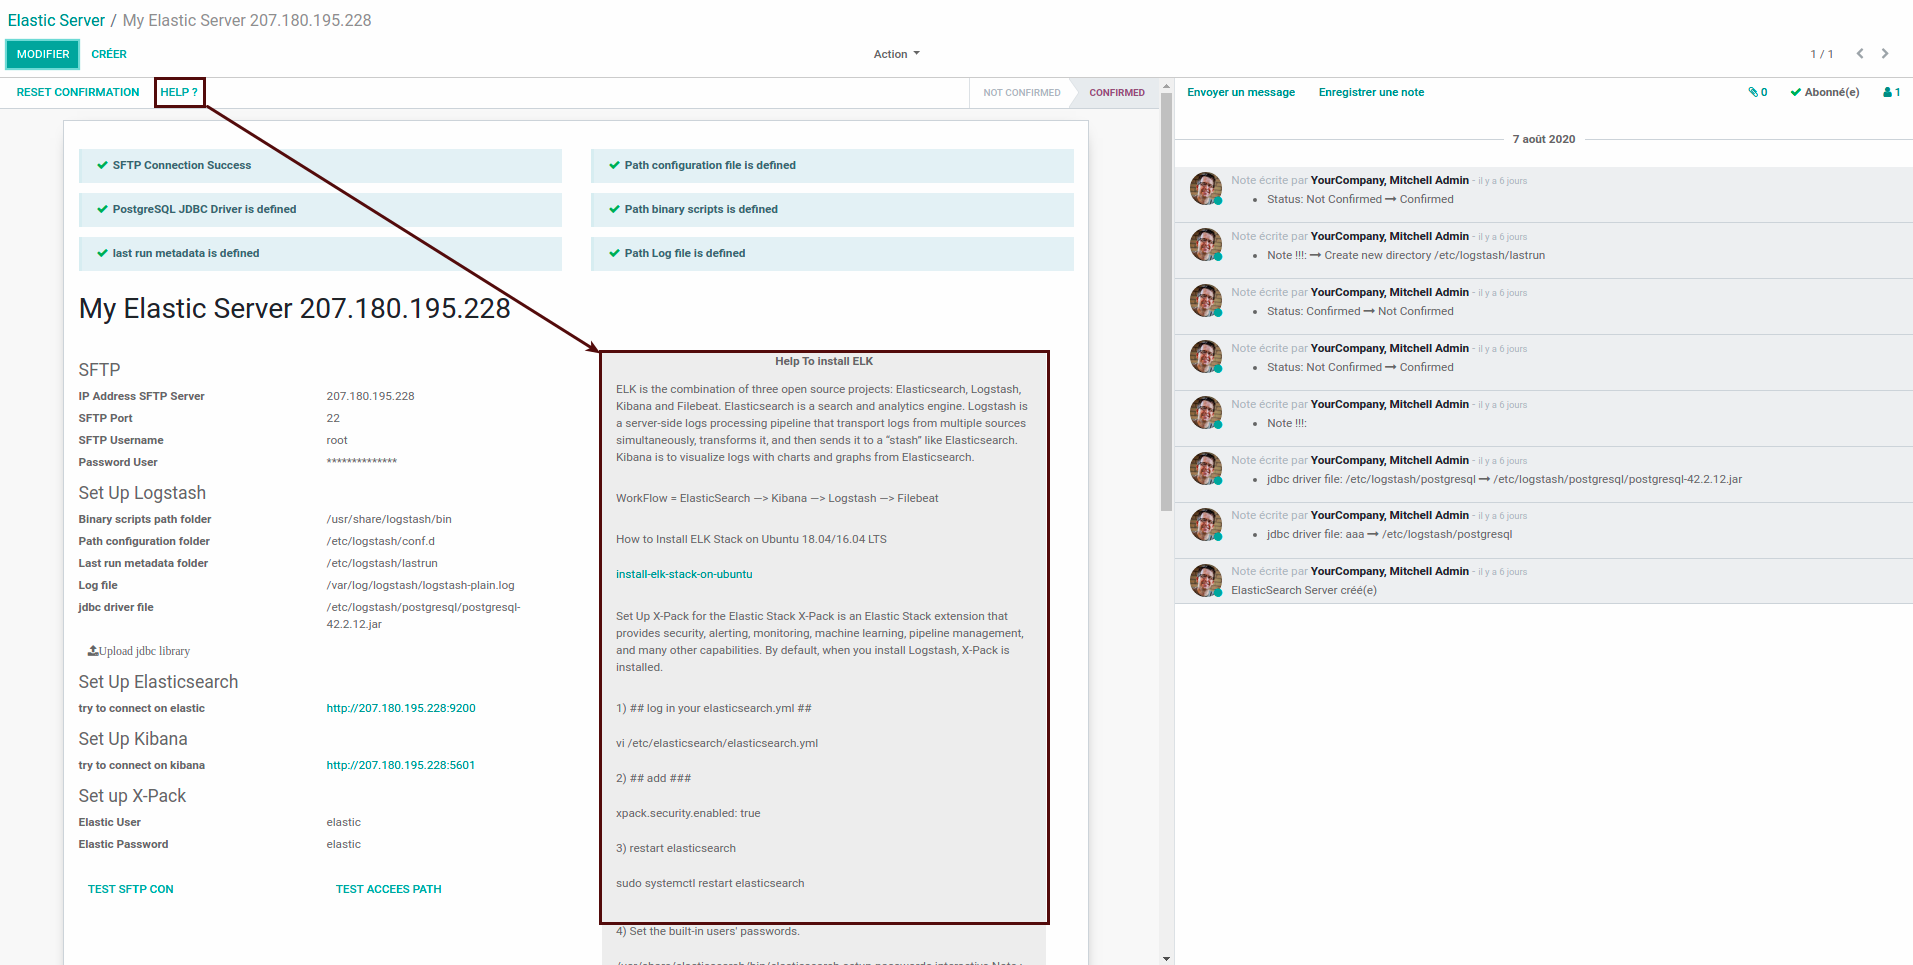 Elastic Server / My Elastic Server 207.180.195.228
MODIFIER CRÉER Action 1 / 1
RESET CONFIRMATION HELP ? NOT CONFIRMED CONFIRMED
SFTP Connection Success Path configuration file is defined
PostgreSQL JDBC Driver is defined Path binary scripts is defined
last run metadata is defined Path Log file is defined
My Elastic Server 207.180.195.228
SFTP
IP Address SFTP Server 207.180.195.228
SFTP Port 22
SFTP Username root
Password User **************
Set Up Logstash
Binary scripts path folder /usr/share/logstash/bin
Path configuration folder /etc/logstash/conf.d
Last run metadata folder /etc/logstash/lastrun
Log file /var/log/logstash/logstash-plain.log
jdbc driver file /etc/logstash/postgresql/postgresql-
42.2.12.jar
Upload jdbc library
Set Up Elasticsearch
try to connect on elastic http://207.180.195.228:9200
Set Up Kibana
try to connect on kibana http://207.180.195.228:5601
Set up X-Pack
Elastic User elastic
Elastic Password elastic
TEST SFTP CON TEST ACCEES PATH
Help To install ELK
ELK is the combination of three open source projects: Elasticsearch, Logstash,
Kibana and Filebeat. Elasticsearch is a search and analytics engine. Logstash is
a server-side logs processing pipeline that transport logs from multiple sources
simultaneously, transforms it, and then sends it to a “stash” like Elasticsearch.
Kibana is to visualize logs with charts and graphs from Elasticsearch.
WorkFlow = ElasticSearch —> Kibana —> Logstash —> Filebeat
How to Install ELK Stack on Ubuntu 18.04/16.04 LTS
install-elk-stack-on-ubuntu
Set Up X-Pack for the Elastic Stack X-Pack is an Elastic Stack extension that
provides security, alerting, monitoring, machine learning, pipeline management,
and many other capabilities. By default, when you install Logstash, X-Pack is
installed.
1) ## log in your elasticsearch.yml ##
vi /etc/elasticsearch/elasticsearch.yml
2) ## add ###
xpack.security.enabled: true
3) restart elasticsearch
sudo systemctl restart elasticsearch
4) Set the built-in users' passwords.
Envoyer un message Enregistrer une note 0 Abonné(e) 1
7 août 2020
Note écrite par YourCompany, Mitchell Admin - il y a 6 jours
• Status: Not Confirmed → Confirmed
Note écrite par YourCompany, Mitchell Admin - il y a 6 jours
• Note !!!: → Create new directory /etc/logstash/lastrun
Note écrite par YourCompany, Mitchell Admin - il y a 6 jours
• Status: Confirmed → Not Confirmed
Note écrite par YourCompany, Mitchell Admin - il y a 6 jours
• Status: Not Confirmed → Confirmed
Note écrite par YourCompany, Mitchell Admin - il y a 6 jours
• Note !!!:
Note écrite par YourCompany, Mitchell Admin - il y a 6 jours
• jdbc driver file: /etc/logstash/postgresql → /etc/logstash/postgresql/postgresql-42.2.12.jar
Note écrite par YourCompany, Mitchell Admin - il y a 6 jours
• jdbc driver file: aaa → /etc/logstash/postgresql
Note écrite par YourCompany, Mitchell Admin - il y a 6 jours
ElasticSearch Server créé(e)